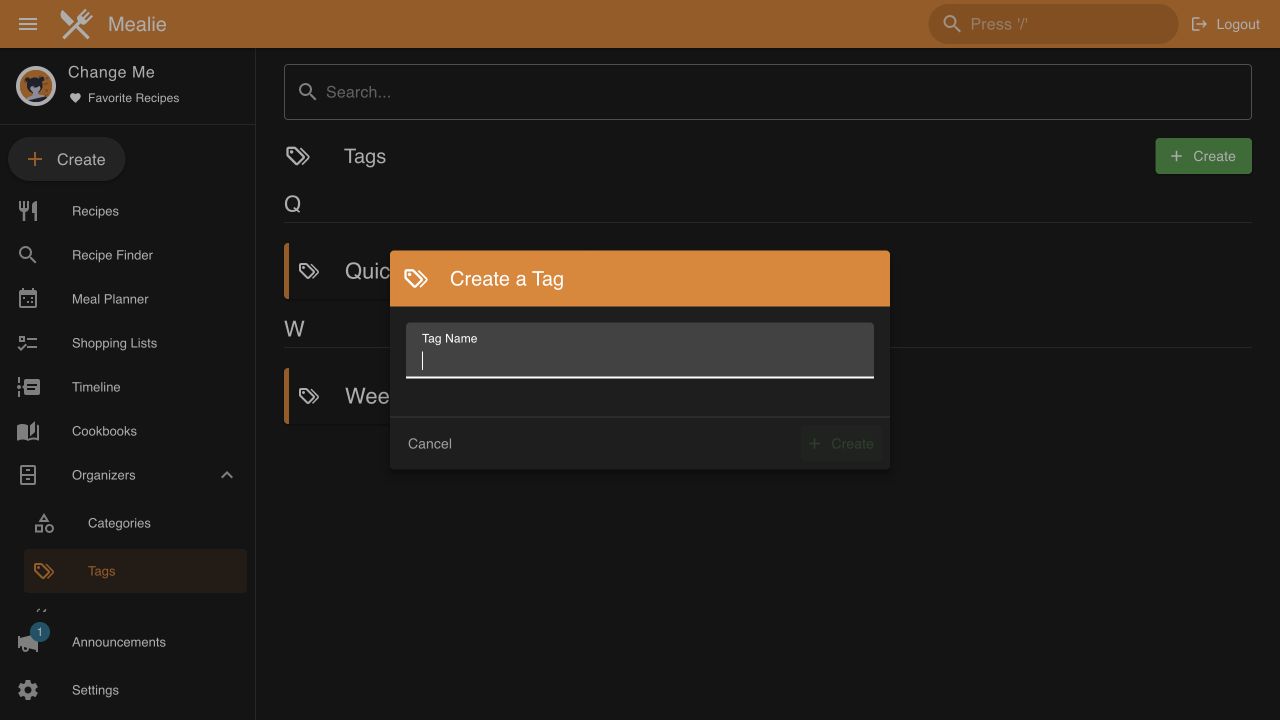 Mealie
Press '/'
Logout
Change Me
Favorite Recipes
Search...
Create
Tags
Create
Recipes
Q
Recipe Finder
Quic
Create a Tag
Meal Planner
W
Tag Name
Shopping Lists
Timeline
Wee
Cookbooks
Cancel
Create
Organizers
Categories
Tags
1
Announcements
Settings